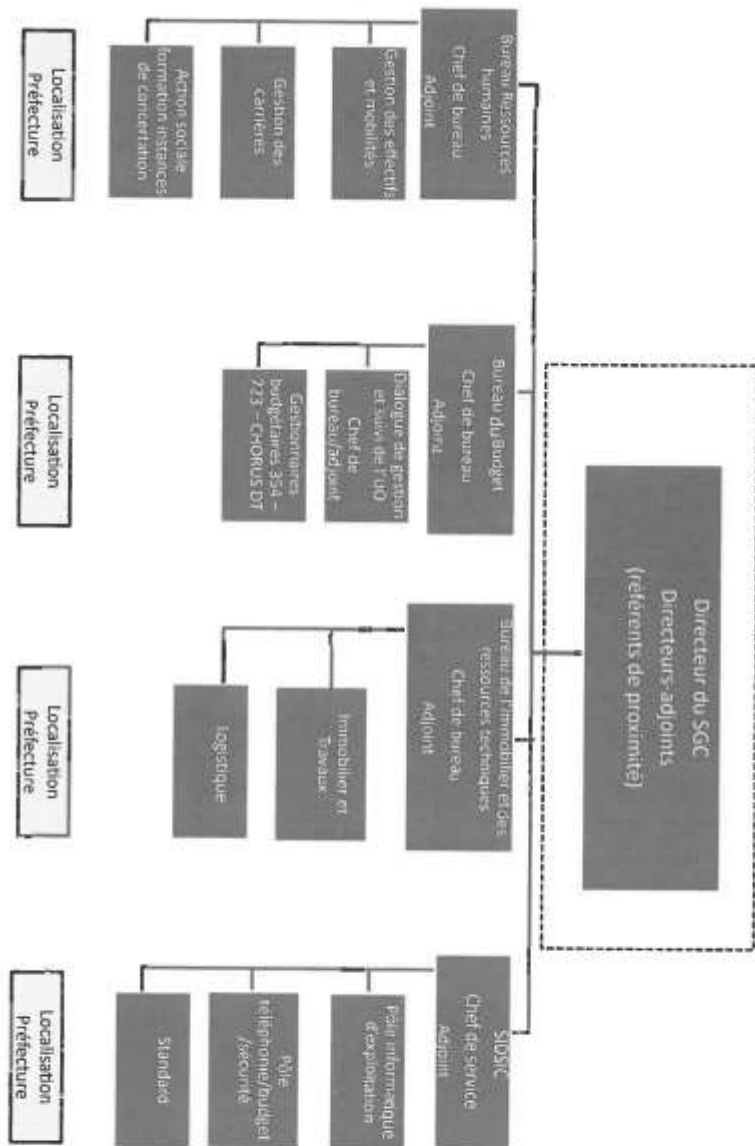 Directeur du SGC
Directeurs-adjoints
(référents de proximité)
Bureau Ressources
humaines
Chef de bureau
Adjoint
Gestion des effectifs
et mobilités
Gestion des
carrières
Action sociale
formation instances
de concertation
Localisation
Préfecture
Bureau du Budget
Chef de bureau
Adjoint
Dialogue de gestion
et suivi de l'UO
Chef de
bureau/adjoint
Gestionnaires
budgétaires 354 –
723 – CHORUS DT
Localisation
Préfecture
Bureau de l'immobilier et des
ressources techniques
Chef de bureau
Adjoint
Immobilier et
Travaux
Logistique
Localisation
Préfecture
SIDSIC
Chef de service
Adjoint
Pôle informatique
d'exploitation
Pôle
téléphonie/budget
/sécurité
Standard
Localisation
Préfecture